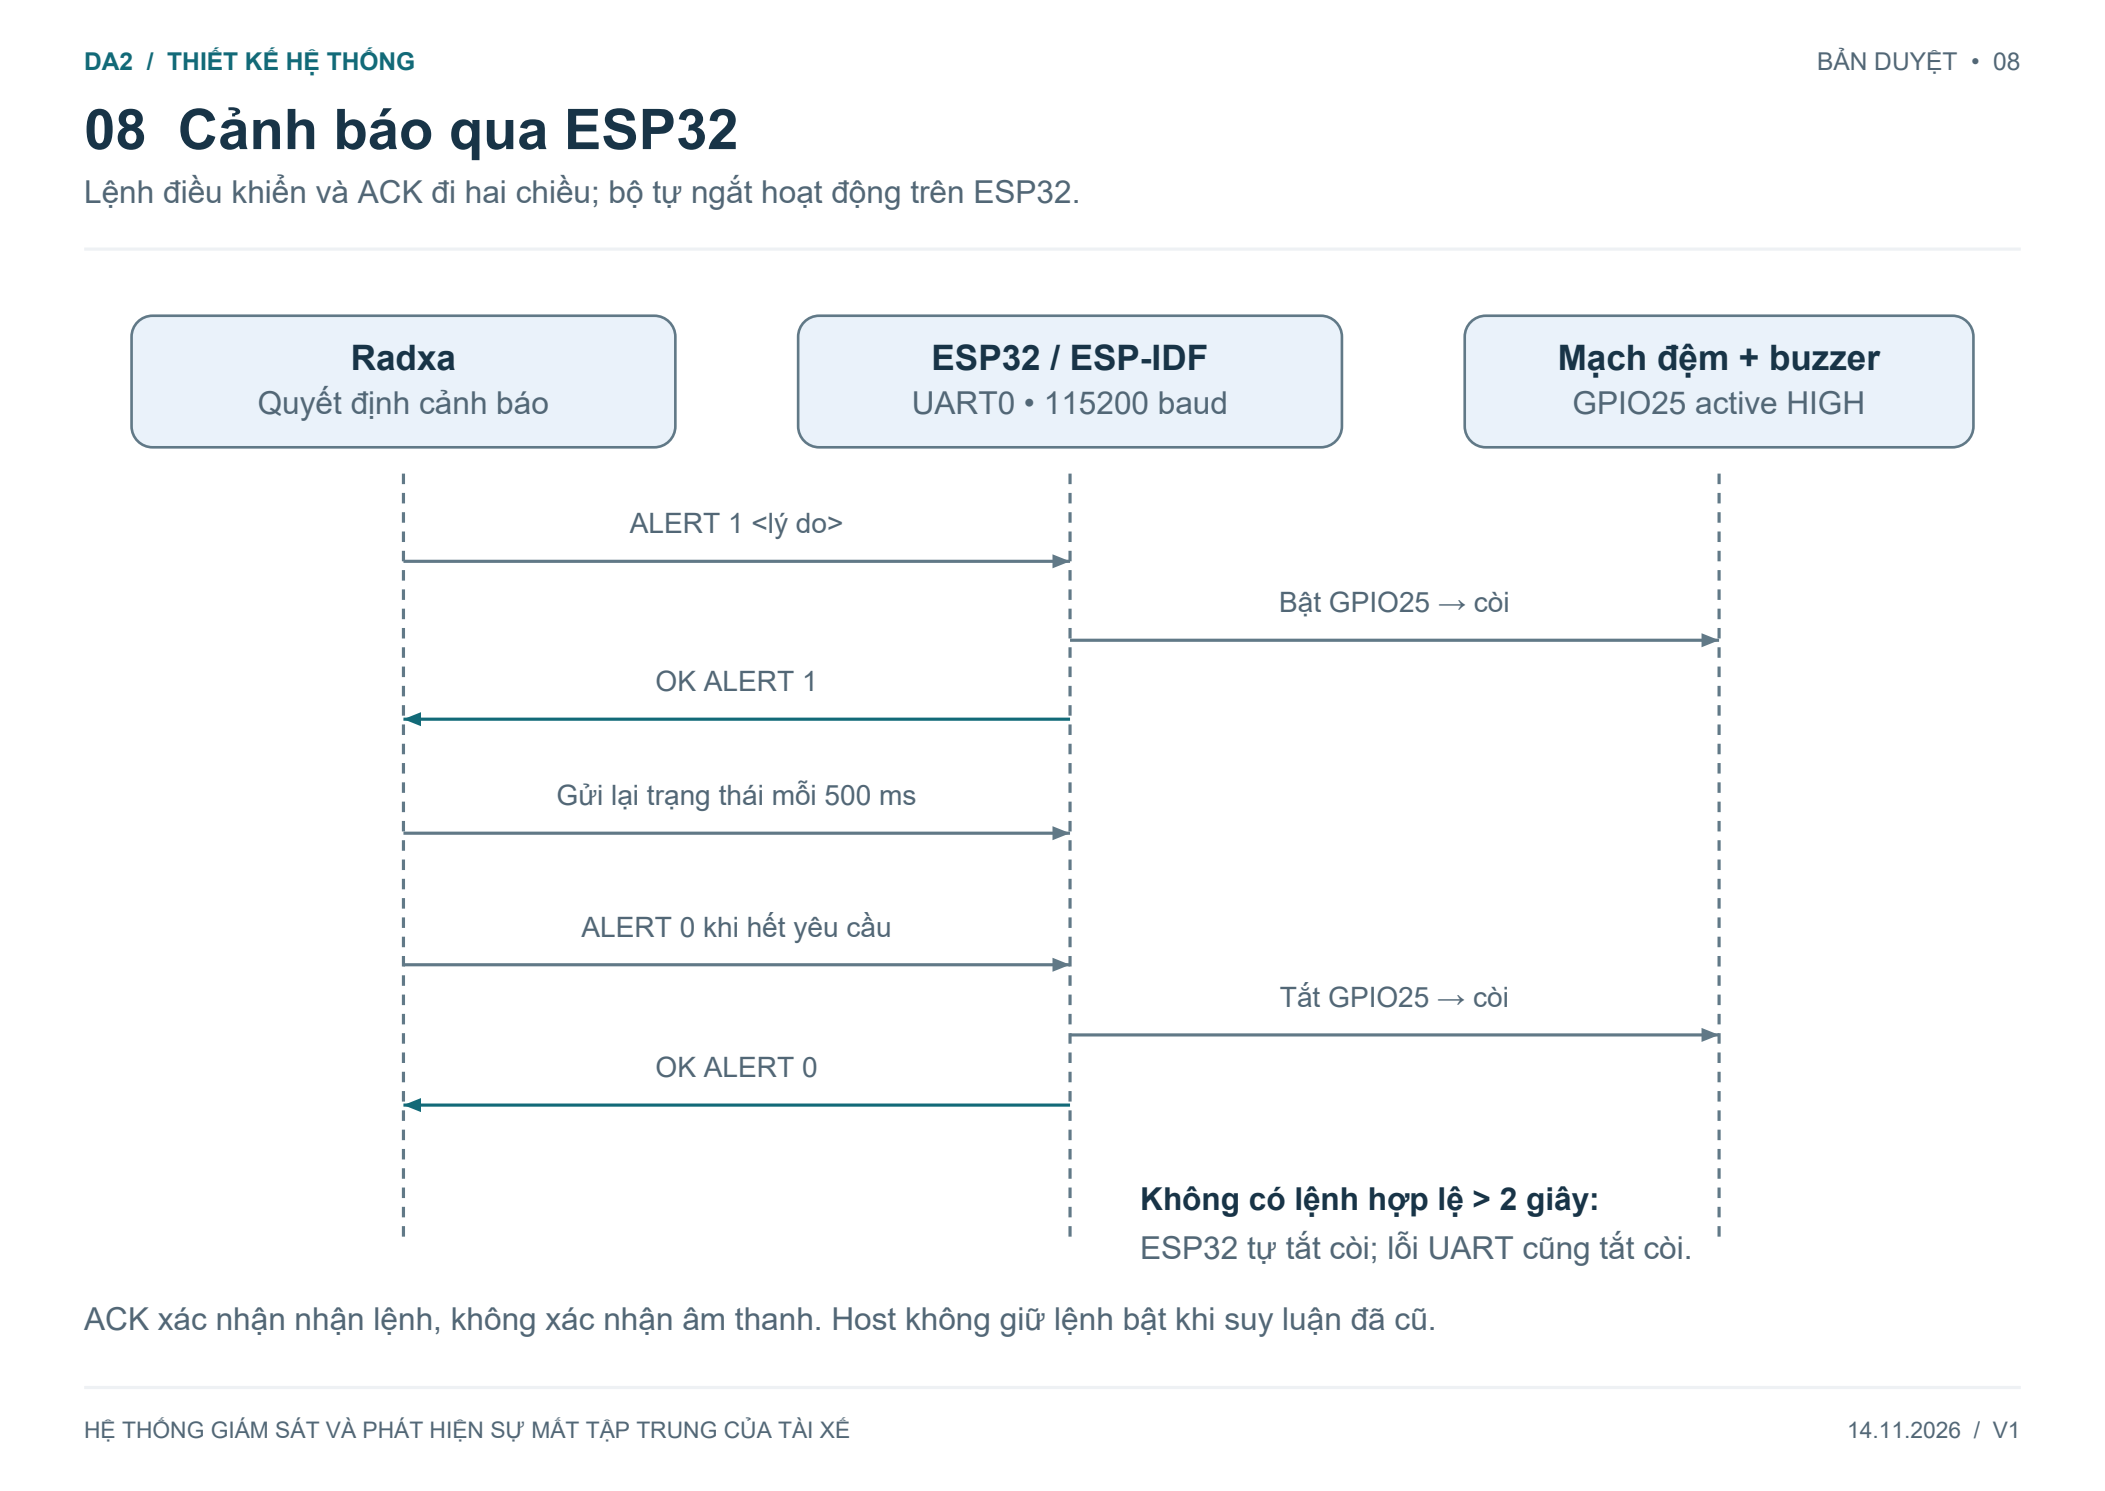 DA2 / THIẾT KẾ HỆ THỐNG
BẢN DUYỆT • 08
08 Cảnh báo qua ESP32
Lệnh điều khiển và ACK đi hai chiều; bộ tự ngắt hoạt động trên ESP32.
Radxa
Quyết định cảnh báo
ESP32 / ESP-IDF
UART0 • 115200 baud
Mạch đệm + buzzer
GPIO25 active HIGH
ALERT 1 <lý do>
Bật GPIO25 → còi
OK ALERT 1
Gửi lại trạng thái mỗi 500 ms
ALERT 0 khi hết yêu cầu
Tắt GPIO25 → còi
OK ALERT 0
Không có lệnh hợp lệ > 2 giây:
ESP32 tự tắt còi; lỗi UART cũng tắt còi.
ACK xác nhận nhận lệnh, không xác nhận âm thanh. Host không giữ lệnh bật khi suy luận đã cũ.
HỆ THỐNG GIÁM SÁT VÀ PHÁT HIỆN SỰ MẤT TẬP TRUNG CỦA TÀI XẾ
14.11.2026 / V1